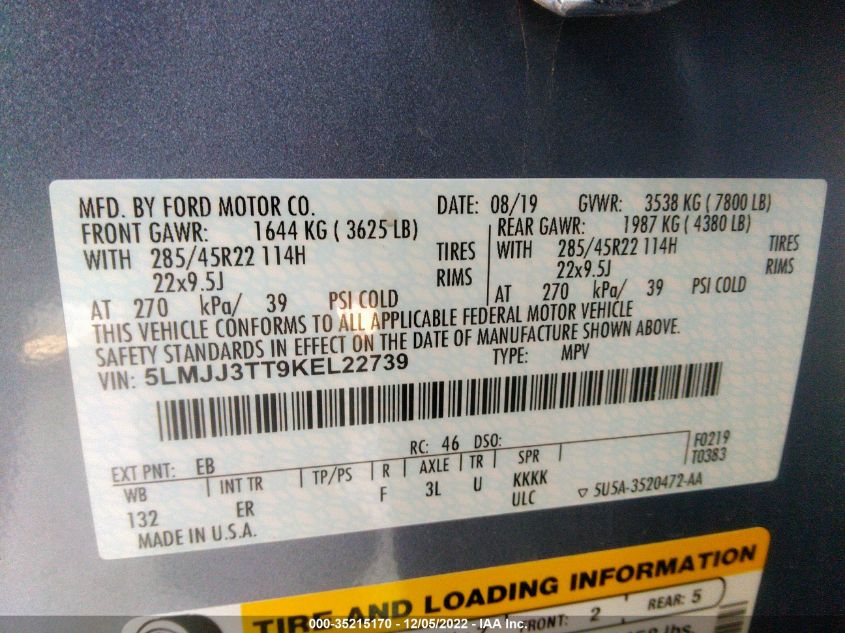 MFD. BY FORD MOTOR CO. DATE: 08/19 GVWR: 3538 KG ( 7800 LB)
FRONT GAWR: 1644 KG ( 3625 LB) REAR GAWR: 1987 KG ( 4380 LB)
WITH 285/45R22 114H TIRES WITH 285/45R22 114H TIRES
22x9.5J RIMS 22x9.5J RIMS
AT 270 kPa/ 39 PSI COLD AT 270 kPa/ 39 PSI COLD
THIS VEHICLE CONFORMS TO ALL APPLICABLE FEDERAL MOTOR VEHICLE
SAFETY STANDARDS IN EFFECT ON THE DATE OF MANUFACTURE SHOWN ABOVE.
VIN: 5LMJJ3TT9KEL22739 TYPE: MPV
EXT PNT: EB RC: 46 DSO: F0219
T0383
WB INT TR TP/PS R AXLE TR SPR
132 ER F 3L U KKKK
ULC 5U5A-3520472-AA
MADE IN U.S.A.
TIRE AND LOADING INFORMATION
FRONT: 2 REAR: 5
lbs.
000-35215170 - 12/05/2022 - IAA Inc.